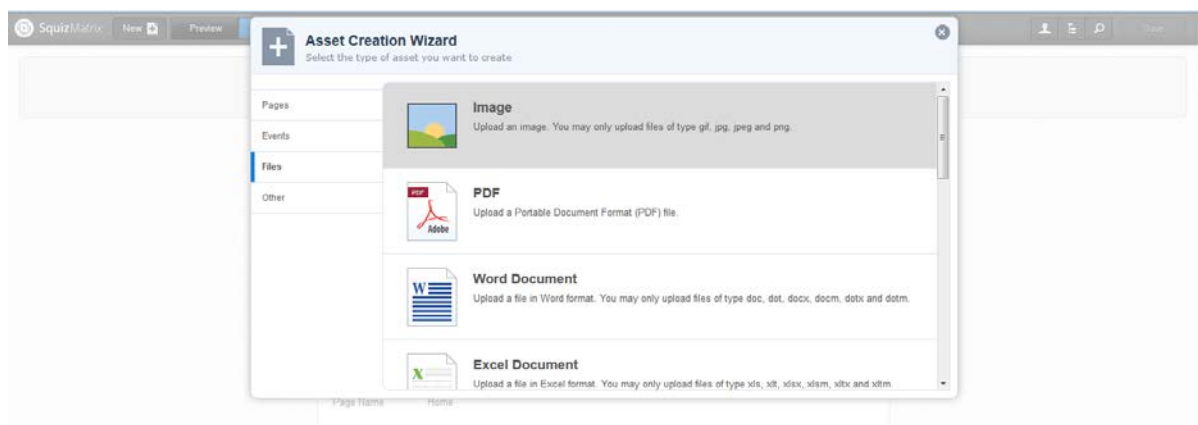 SquizMatrix New Preview
Asset Creation Wizard
Select the type of asset you want to create
Pages
Events
Files
Other
Image
Upload an image. You may only upload files of type gif, jpg, jpeg and png.
PDF
Adobe
PDF
Upload a Portable Document Format (PDF) file.
W
Word Document
Upload a file in Word format. You may only upload files of type doc, dot, docx, docm, dotx and dotm.
X
Excel Document
Upload a file in Excel format. You may only upload files of type xls, xlt, xlsx, xlsm, xltx and xltm.
Page Name Home